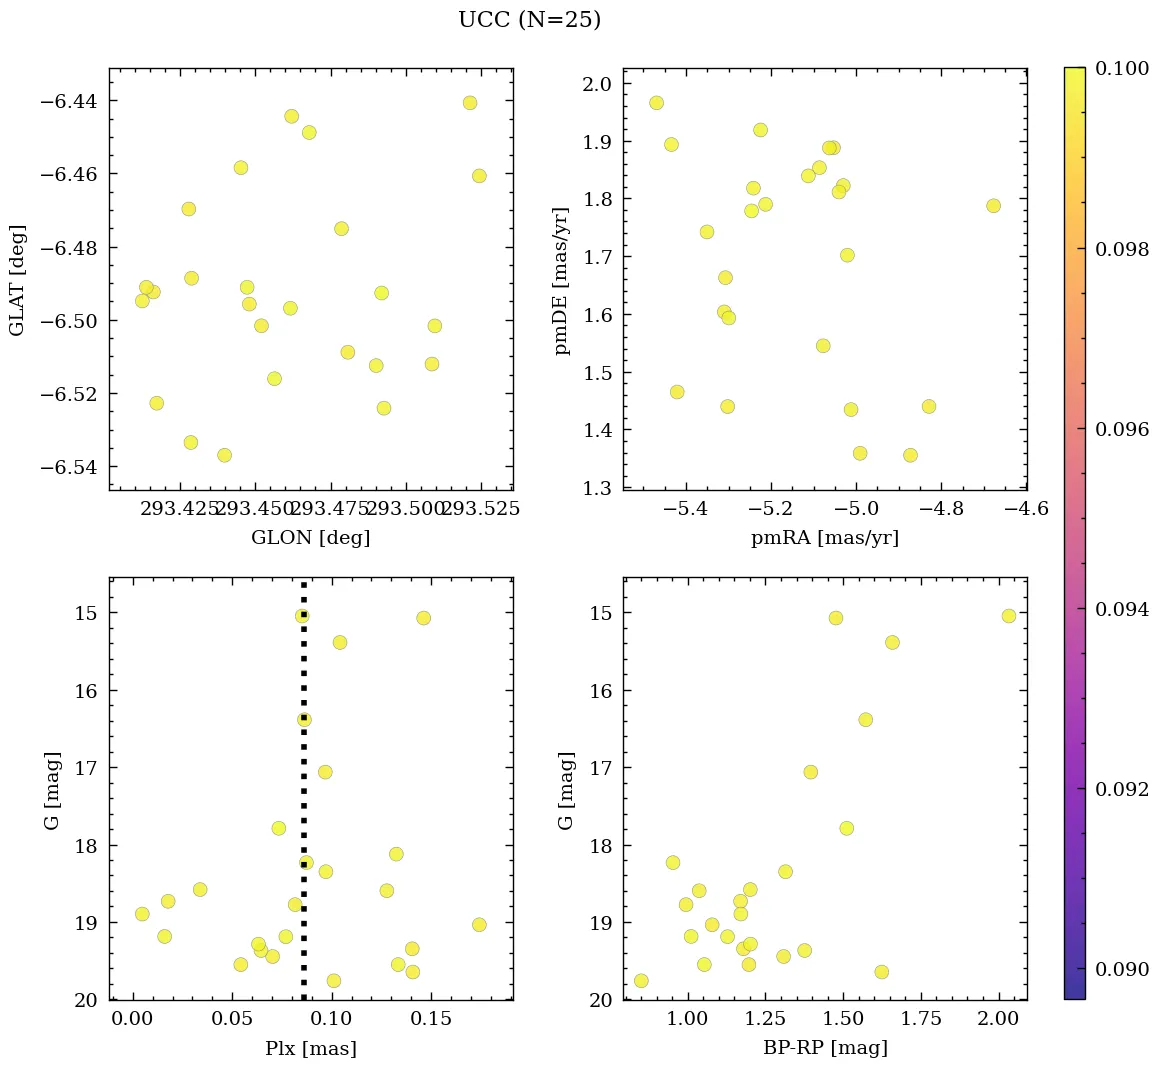 UCC (N=25)
−6.44
−6.46
−6.48
−6.50
−6.52
−6.54
GLAT [deg]
293.425 293.450 293.475 293.500 293.525
GLON [deg]
2.0
1.9
1.8
1.7
1.6
1.5
1.4
1.3
pmDE [mas/yr]
−5.4 −5.2 −5.0 −4.8 −4.6
pmRA [mas/yr]
15
16
17
18
19
20
G [mag]
0.00 0.05 0.10 0.15
Plx [mas]
15
16
17
18
19
20
G [mag]
1.00 1.25 1.50 1.75 2.00
BP-RP [mag]
0.100
0.098
0.096
0.094
0.092
0.090